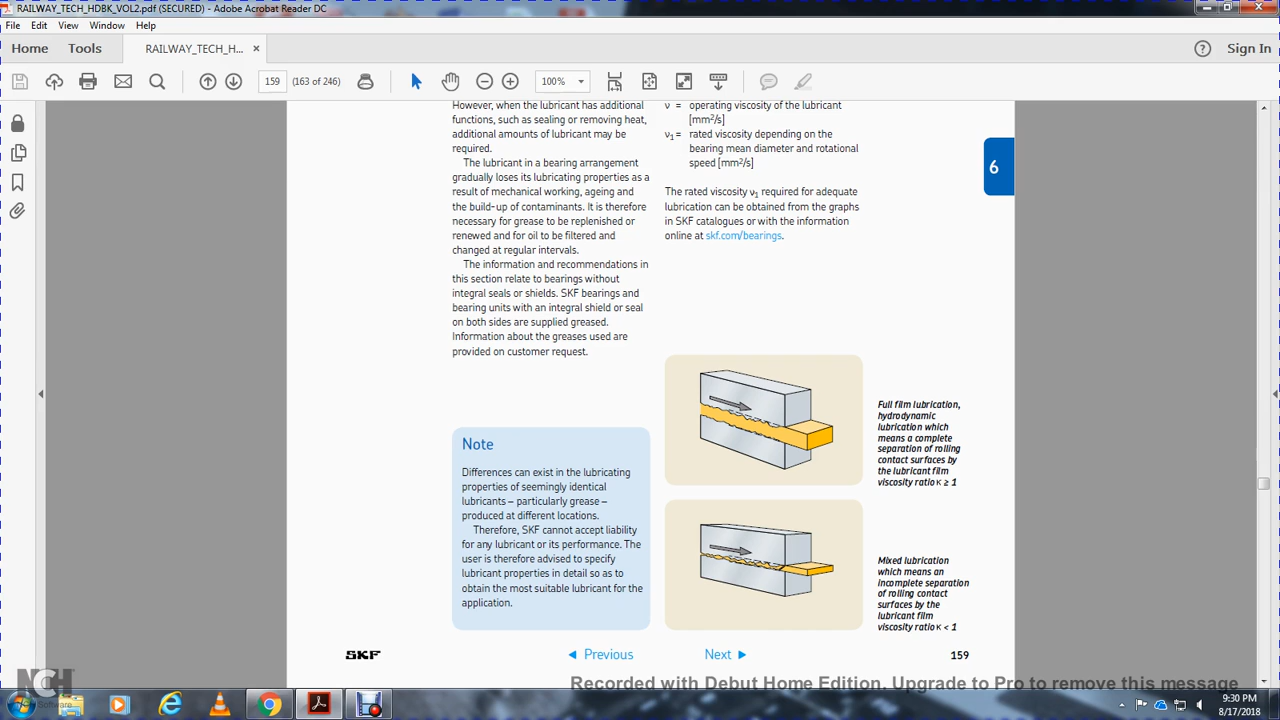 RAILWAY_TECH_HDBK_VOL2.pdf (SECURED) - Adobe Acrobat Reader DC
File Edit View Window Help
Home Tools RAILWAY_TECH_H... × Sign In
159 (163 of 246) 100%
However, when the lubricant has additional
functions, such as sealing or removing heat,
additional amounts of lubricant may be
required.
The lubricant in a bearing arrangement
gradually loses its lubricating properties as a
result of mechanical working, ageing and
the build-up of contaminants. It is therefore
necessary for grease to be replenished or
renewed and for oil to be filtered and
changed at regular intervals.
The information and recommendations in
this section relate to bearings without
integral seals or shields. SKF bearings and
bearing units with an integral shield or seal
on both sides are supplied greased.
Information about the greases used are
provided on customer request.
Note
Differences can exist in the lubricating
properties of seemingly identical
lubricants – particularly grease –
produced at different locations.
Therefore, SKF cannot accept liability
for any lubricant or its performance. The
user is therefore advised to specify
lubricant properties in detail so as to
obtain the most suitable lubricant for the
application.
ν = operating viscosity of the lubricant
[mm²/s]
ν₁ = rated viscosity depending on the
bearing mean diameter and rotational
speed [mm²/s]
The rated viscosity ν₁ required for adequate
lubrication can be obtained from the graphs
in SKF catalogues or with the information
online at skf.com/bearings.
6
Full film lubrication,
hydrodynamic
lubrication which
means a complete
separation of rolling
contact surfaces by
the lubricant film
viscosity ratio κ ≥ 1
Mixed lubrication
which means an
incomplete separation
of rolling contact
surfaces by the
lubricant film
viscosity ratio κ < 1
SKF Previous Next 159
NCH Software
Recorded with Debut Home Edition. Upgrade to Pro to remove this message
9:30 PM
8/17/2018